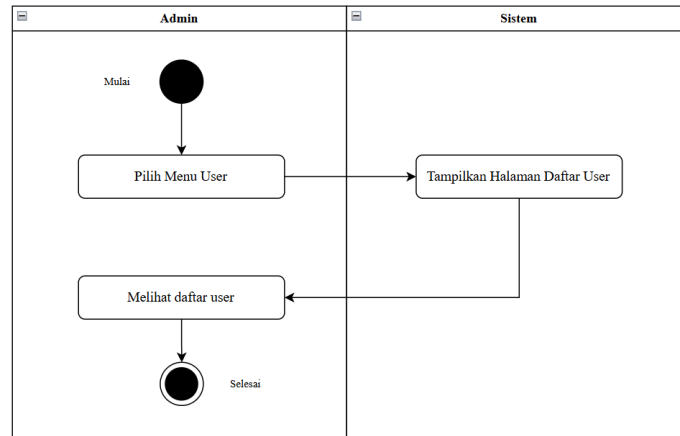 Admin
Sistem
Mulai
Pilih Menu User
Tampilkan Halaman Daftar User
Melihat daftar user
Selesai